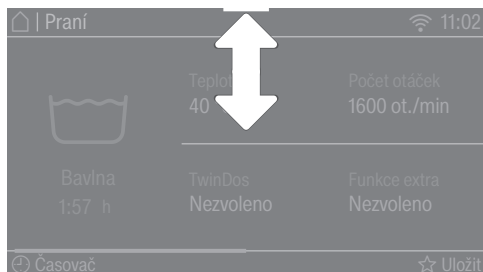 | Praní 11:02
Teplot
40
Počet otáček
1600 ot./min
Bavlna
1:57 h
TwinDos
Nezvoleno
Funkce extra
Nezvoleno
Časovač
Uložit